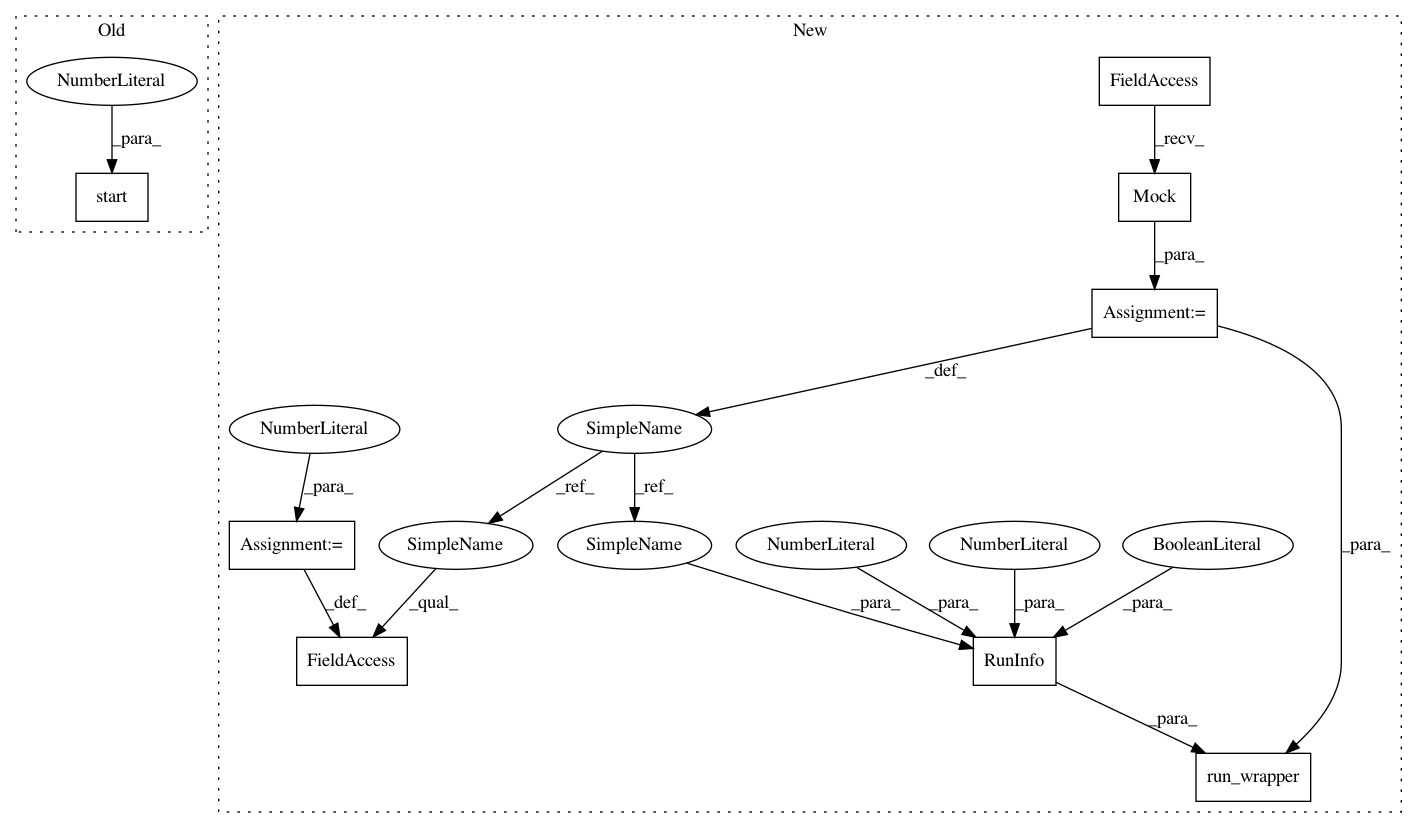 Old
New
NumberLiteral
FieldAccess
_para_
_recv_
start
Mock
_para_
Assignment:=
_def_
NumberLiteral
SimpleName
_para_
_ref_
_ref_
Assignment:=
SimpleName
SimpleName
NumberLiteral
NumberLiteral
BooleanLiteral
_para_
_def_
_qual_
_para_
_para_
_para_
_para_
FieldAccess
RunInfo
_para_
run_wrapper